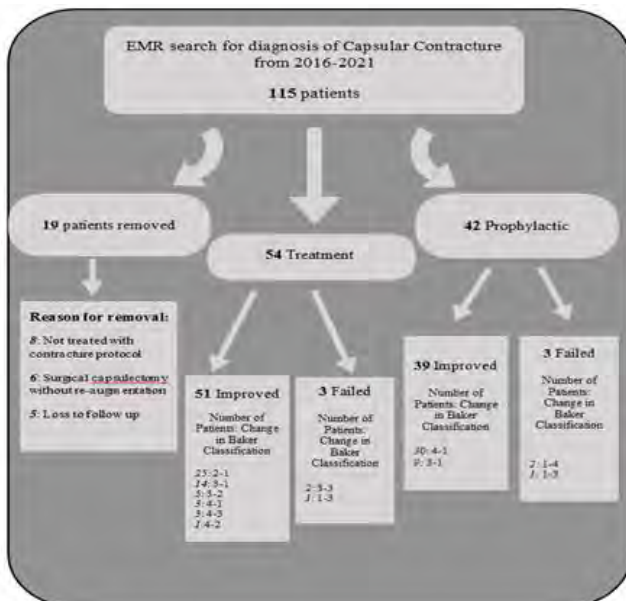 EMR search for diagnosis of Capsular Contracture
from 2016-2021
115 patients
19 patients removed
54 Treatment
42 Prophylactic
Reason for removal:
8: Not treated with
contracture protocol
6: Surgical capsulectomy
without re-augmentation
5: Loss to follow up
51 Improved
Number of
Patients: Change
in Baker
Classification
25: 2-1
14: 3-1
3-2
4-1
4-3
1: 4-2
3 Failed
Number of
Patients:
Change in
Baker
Classification
2: 3-3
1: 1-3
39 Improved
Number of
Patients: Change
in Baker
Classification
30: 4-1
9: 3-1
3 Failed
Number of
Patients:
Change in Baker
Classification
2: 1-4
1: 1-3